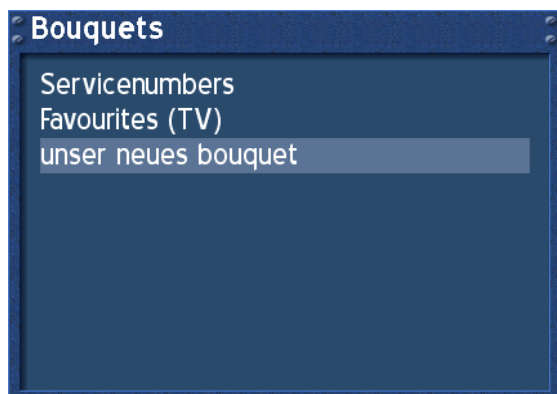 Bouquets
Servicenumbers
Favourites (TV)
unser neues bouquet